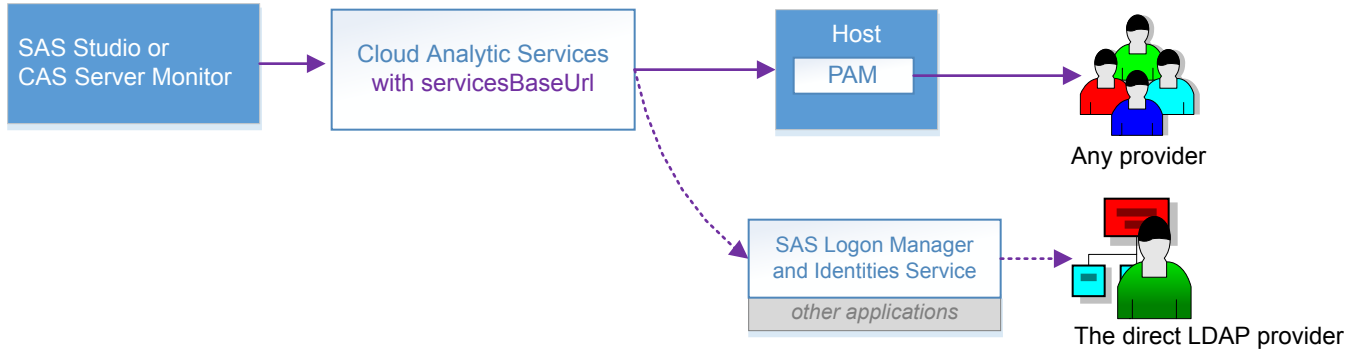 SAS Studio or
CAS Server Monitor
Cloud Analytic Services
with servicesBaseUrl
Host
PAM
Any provider
SAS Logon Manager
and Identities Service
other applications
The direct LDAP provider